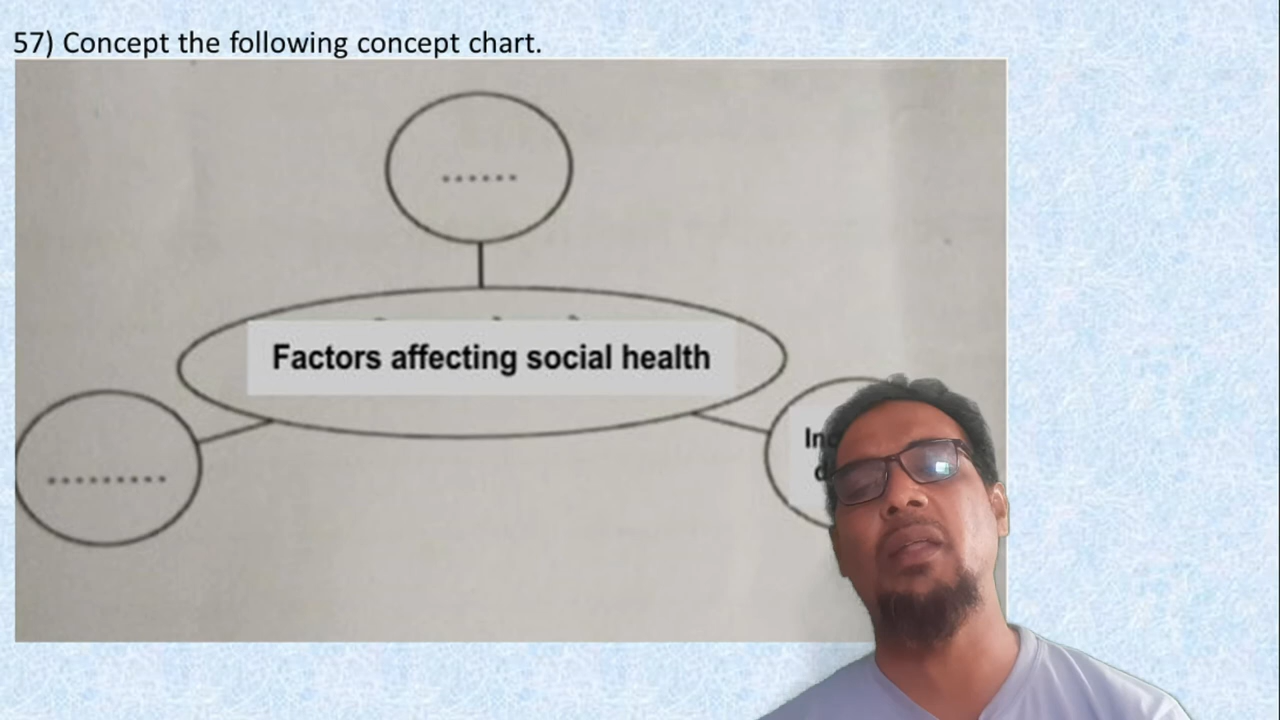 57) Concept the following concept chart.
......
Factors affecting social health
.........